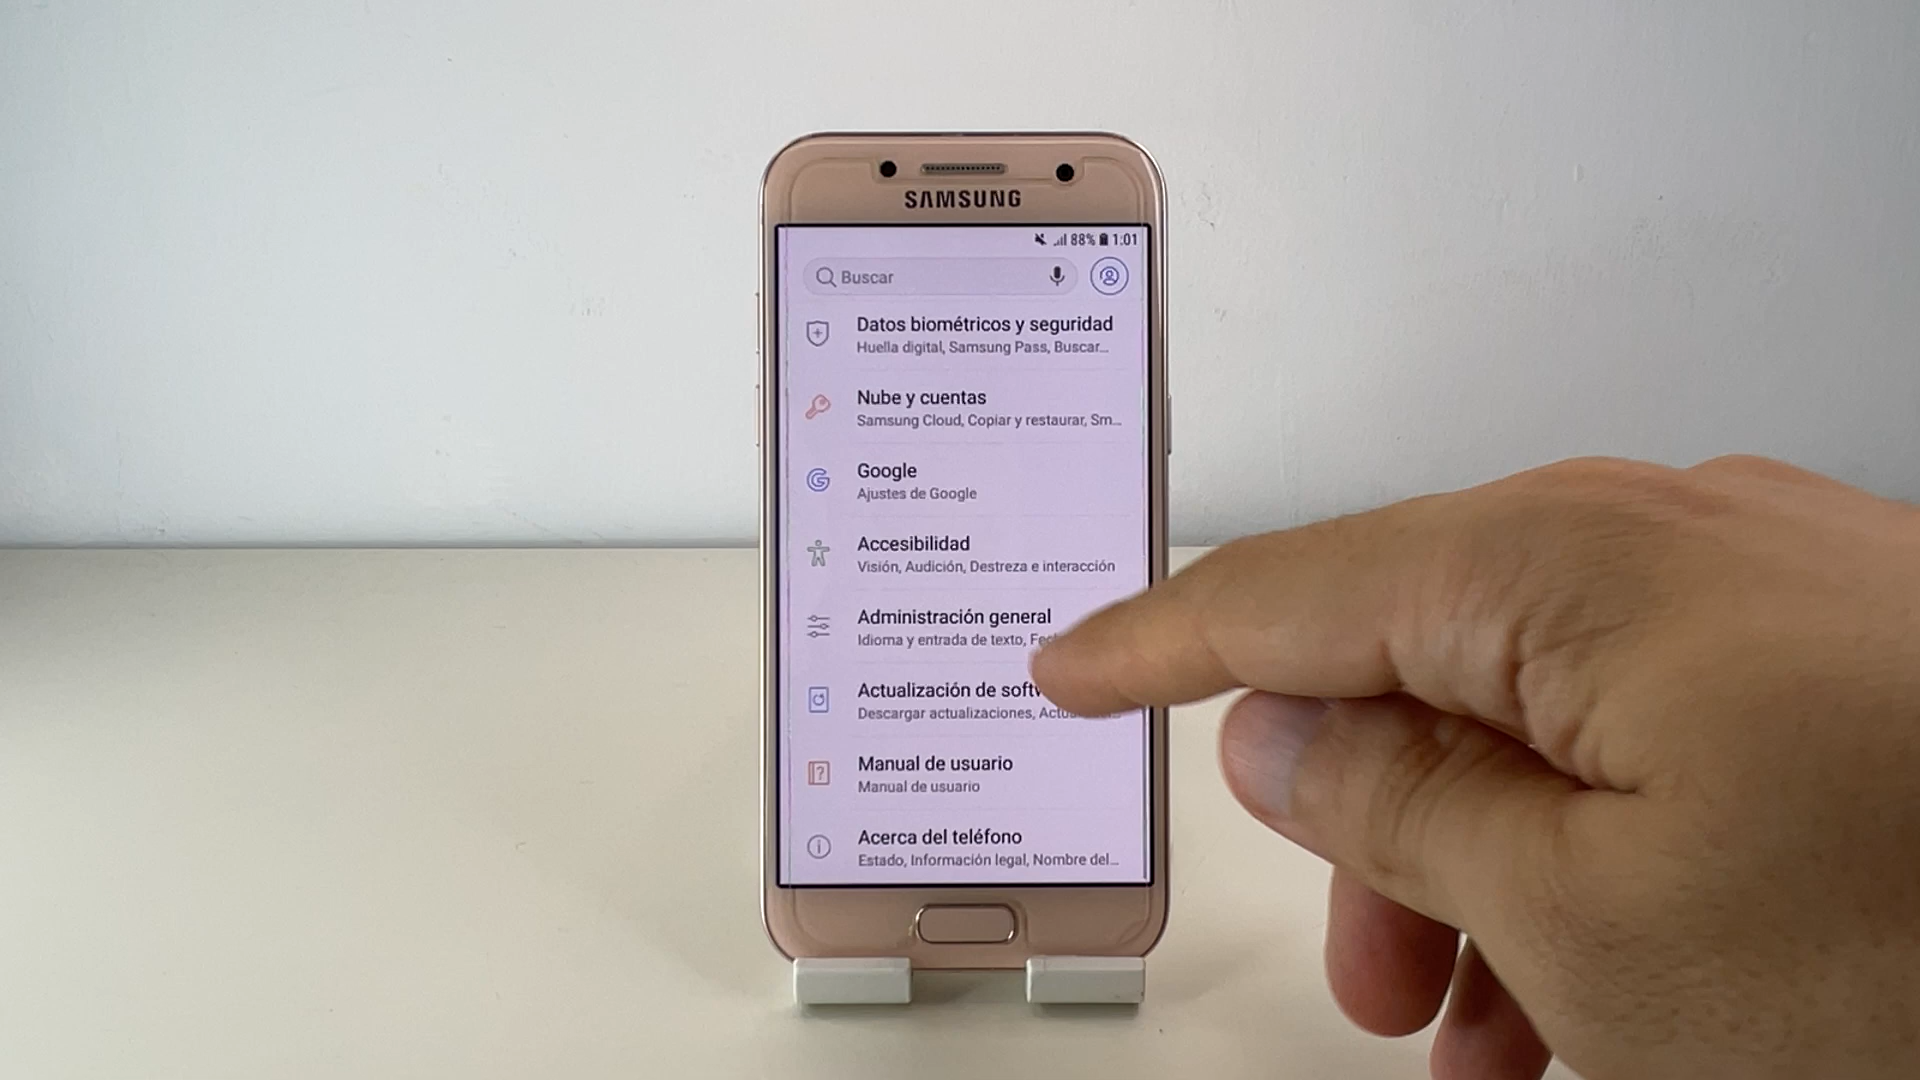 SAMSUNG
88% 1:01
Buscar
Datos biométricos y seguridad
Huella digital, Samsung Pass, Buscar...
Nube y cuentas
Samsung Cloud, Copiar y restaurar, Sm...
Google
Ajustes de Google
Accesibilidad
Visión, Audición, Destreza e interacción
Administración general
Idioma y entrada de texto,
Actualización de
Descargar actualizaciones,
Manual de usuario
Manual de usuario
Acerca del teléfono
Estado, Información legal, Nombre del...